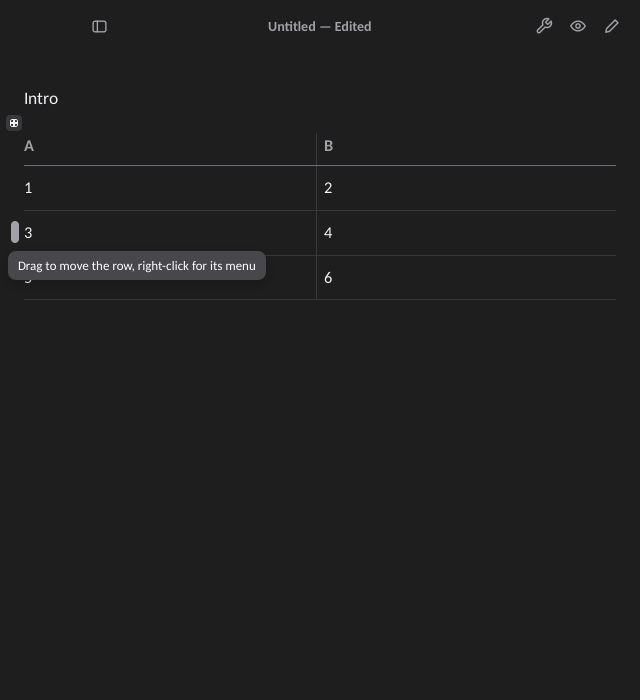 Untitled — Edited
Intro
A B
1 2
3 4
Drag to move the row, right-click for its menu
6